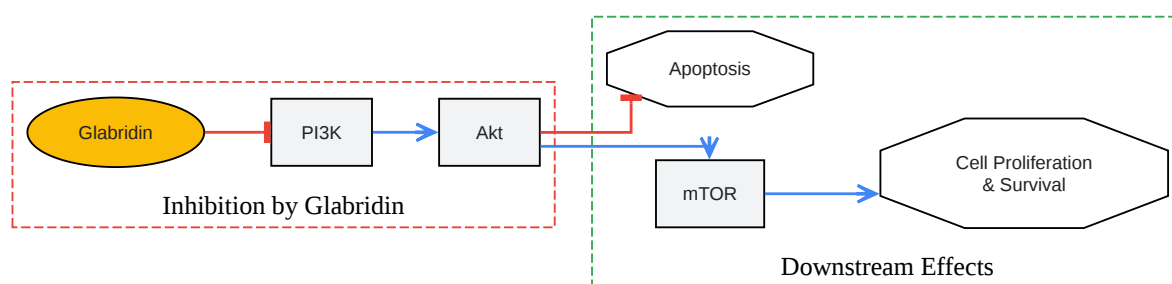 Apoptosis
Glabridin
PI3K
Akt
Cell Proliferation
& Survival
mTOR
Inhibition by Glabridin
Downstream Effects